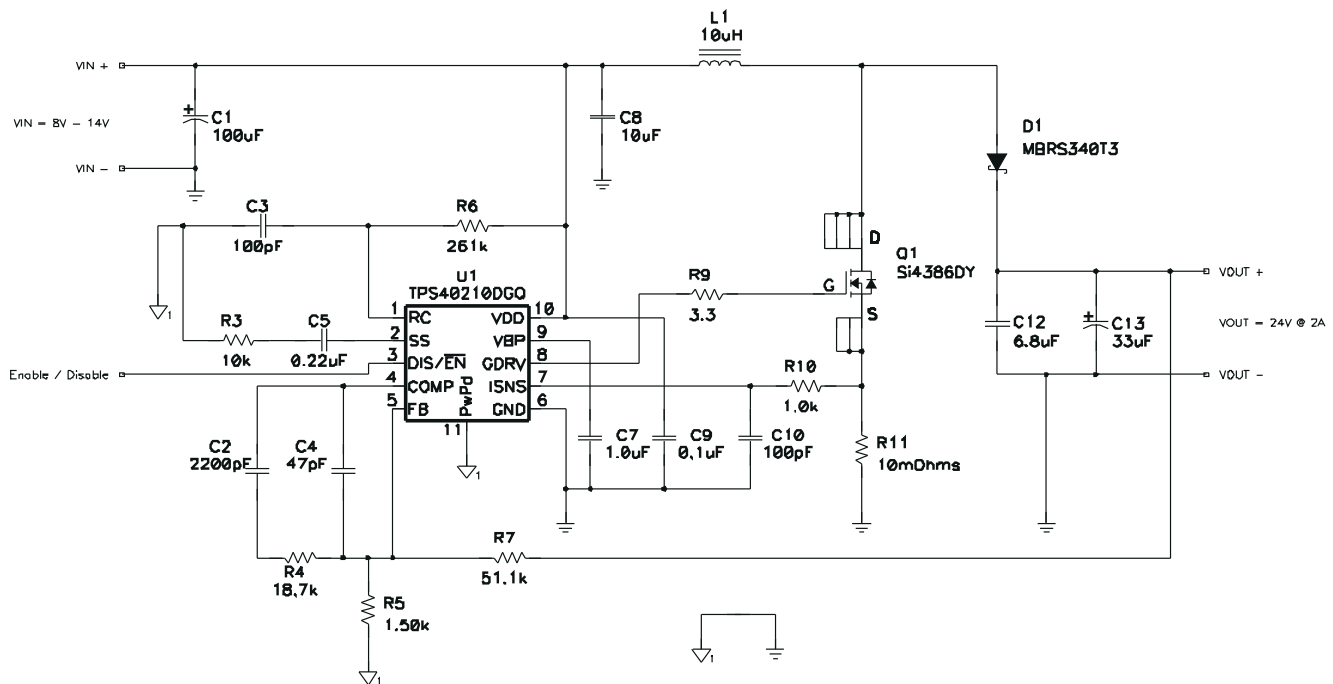 L1
10uH
VIN +
VIN = 8V – 14V
C1
100uF
C8
10uF
D1
MBRS340T3
VIN –
C3
100pF
R6
261k
D
Q1
Si4386DY
G
S
R9
3.3
VOUT +
VOUT = 24V @ 2A
VOUT –
1
U1
TPS40210DGQ
1 RC VDD 10
2 SS VBP 9
3 DIS/EN GDRV 8
4 COMP ISNS 7
5 FB GND 6
PwPd
11
1
R3
10k
C5
0.22uF
C12
6.8uF
C13
33uF
Enable / Disable
R10
1.0k
C2
2200pF
C4
47pF
C7
1.0uF
C9
0.1uF
C10
100pF
R11
10mOhms
R4
18.7k
R7
51.1k
R5
1.50k
1
1